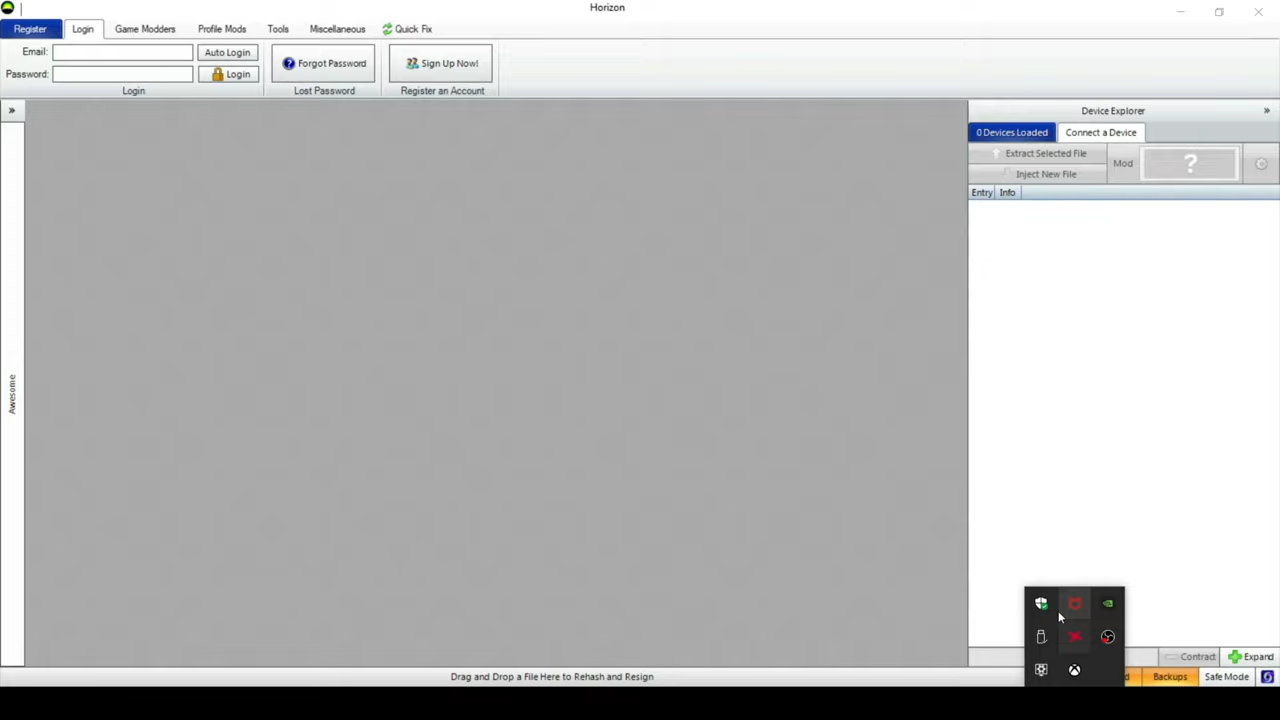 Horizon
Register Login Game Modders Profile Mods Tools Miscellaneous Quick Fix
Email: Auto Login
Password: Login
Forgot Password
Sign Up Now!
Login Lost Password Register an Account
» Device Explorer »
0 Devices Loaded Connect a Device
Extract Selected File
Inject New File
Mod ?
Entry Info
Awesome
Contract Expand
Drag and Drop a File Here to Rehash and Resign
Backups Safe Mode